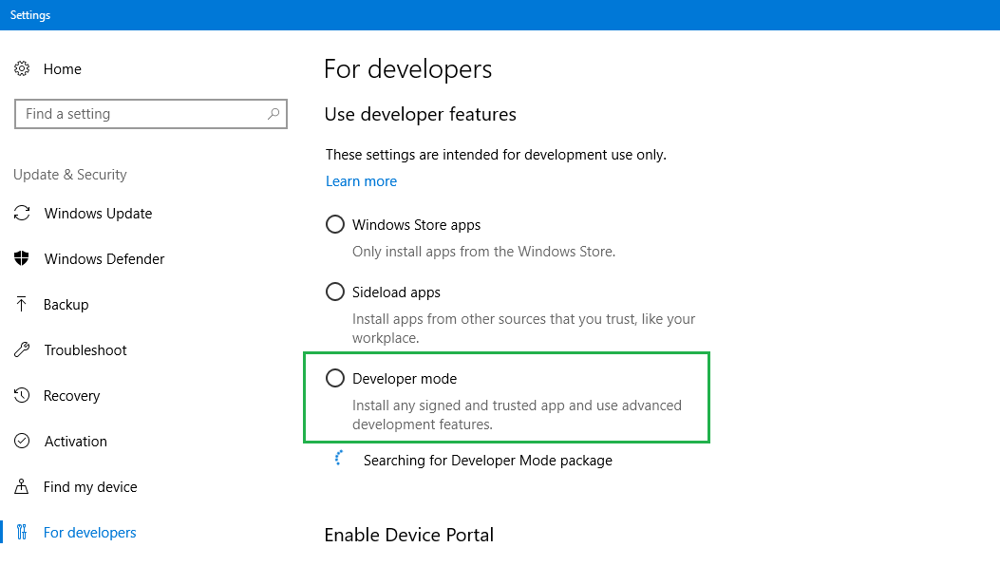 Settings
Home
Find a setting
Update & Security
Windows Update
Windows Defender
Backup
Troubleshoot
Recovery
Activation
Find my device
For developers
For developers
Use developer features
These settings are intended for development use only.
Learn more
Windows Store apps
Only install apps from the Windows Store.
Sideload apps
Install apps from other sources that you trust, like your
workplace.
Developer mode
Install any signed and trusted app and use advanced
development features.
Searching for Developer Mode package
Enable Device Portal